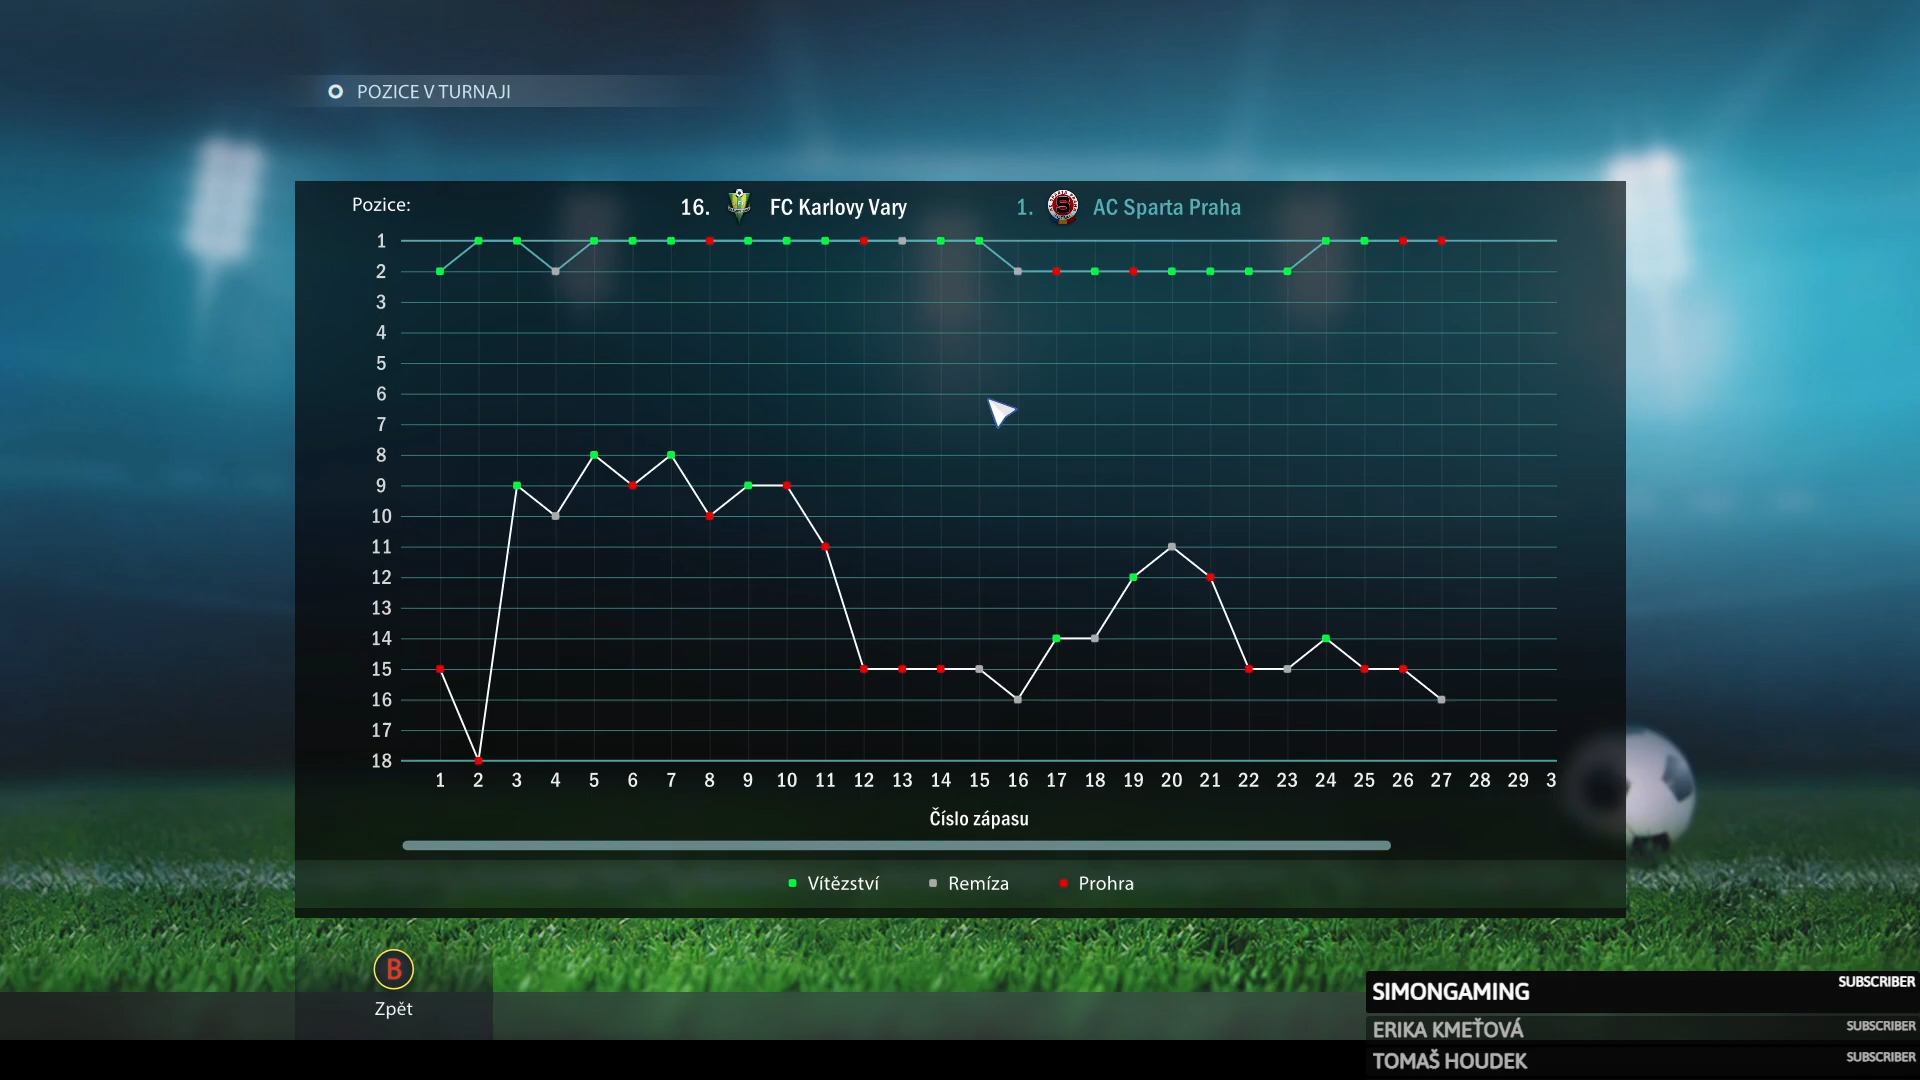 POZICE V TURNAJI
Pozice: 16. FC Karlovy Vary 1. AC Sparta Praha
1
2
3
4
5
6
7
8
9
10
11
12
13
14
15
16
17
18
1 2 3 4 5 6 7 8 9 10 11 12 13 14 15 16 17 18 19 20 21 22 23 24 25 26 27 28 29 3
Číslo zápasu
Vítězství Remíza Prohra
B
Zpět
SIMONGAMING SUBSCRIBER
ERIKA KMEŤOVÁ SUBSCRIBER
TOMAŠ HOUDEK SUBSCRIBER